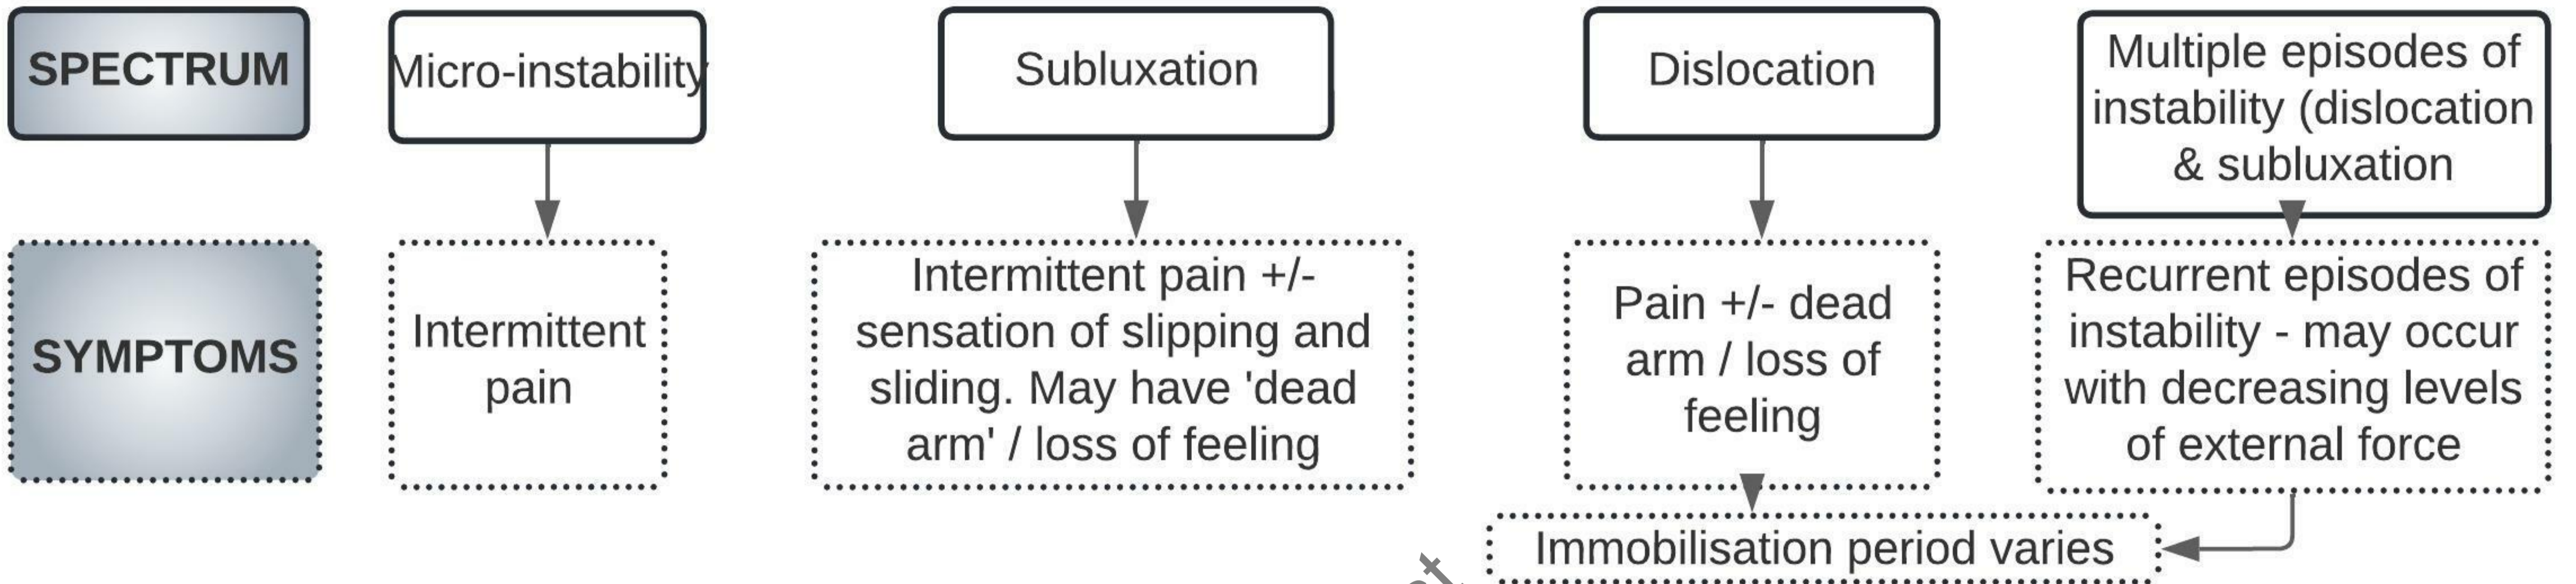 SPECTRUM
Micro-instability
Subluxation
Dislocation
Multiple episodes of
instability (dislocation
& subluxation
SYMPTOMS
Intermittent
pain
Intermittent pain +/-
sensation of slipping and
sliding. May have 'dead
arm' / loss of feeling
Pain +/- dead
arm / loss of
feeling
Recurrent episodes of
instability - may occur
with decreasing levels
of external force
Immobilisation period varies